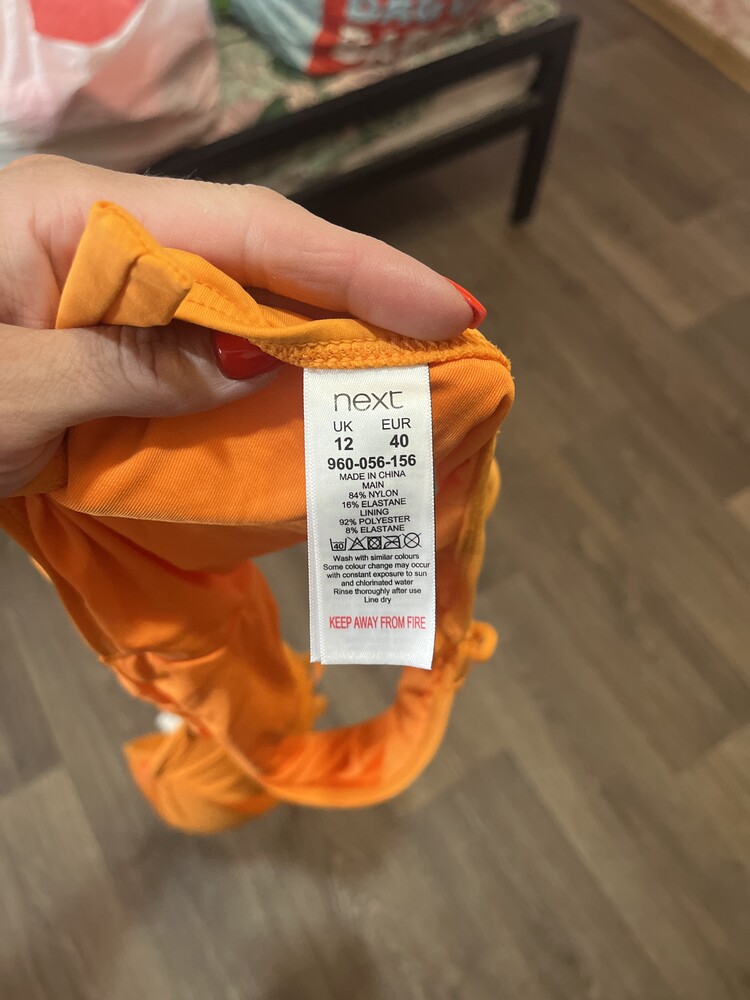 next
UK EUR
12 40
960-056-156
MADE IN CHINA
MAIN
84% NYLON
16% ELASTANE
LINING
92% POLYESTER
8% ELASTANE
40
Wash with similar colours
Some colour change may occur
with constant exposure to sun
and chlorinated water
Rinse thoroughly after use
Line dry
KEEP AWAY FROM FIRE